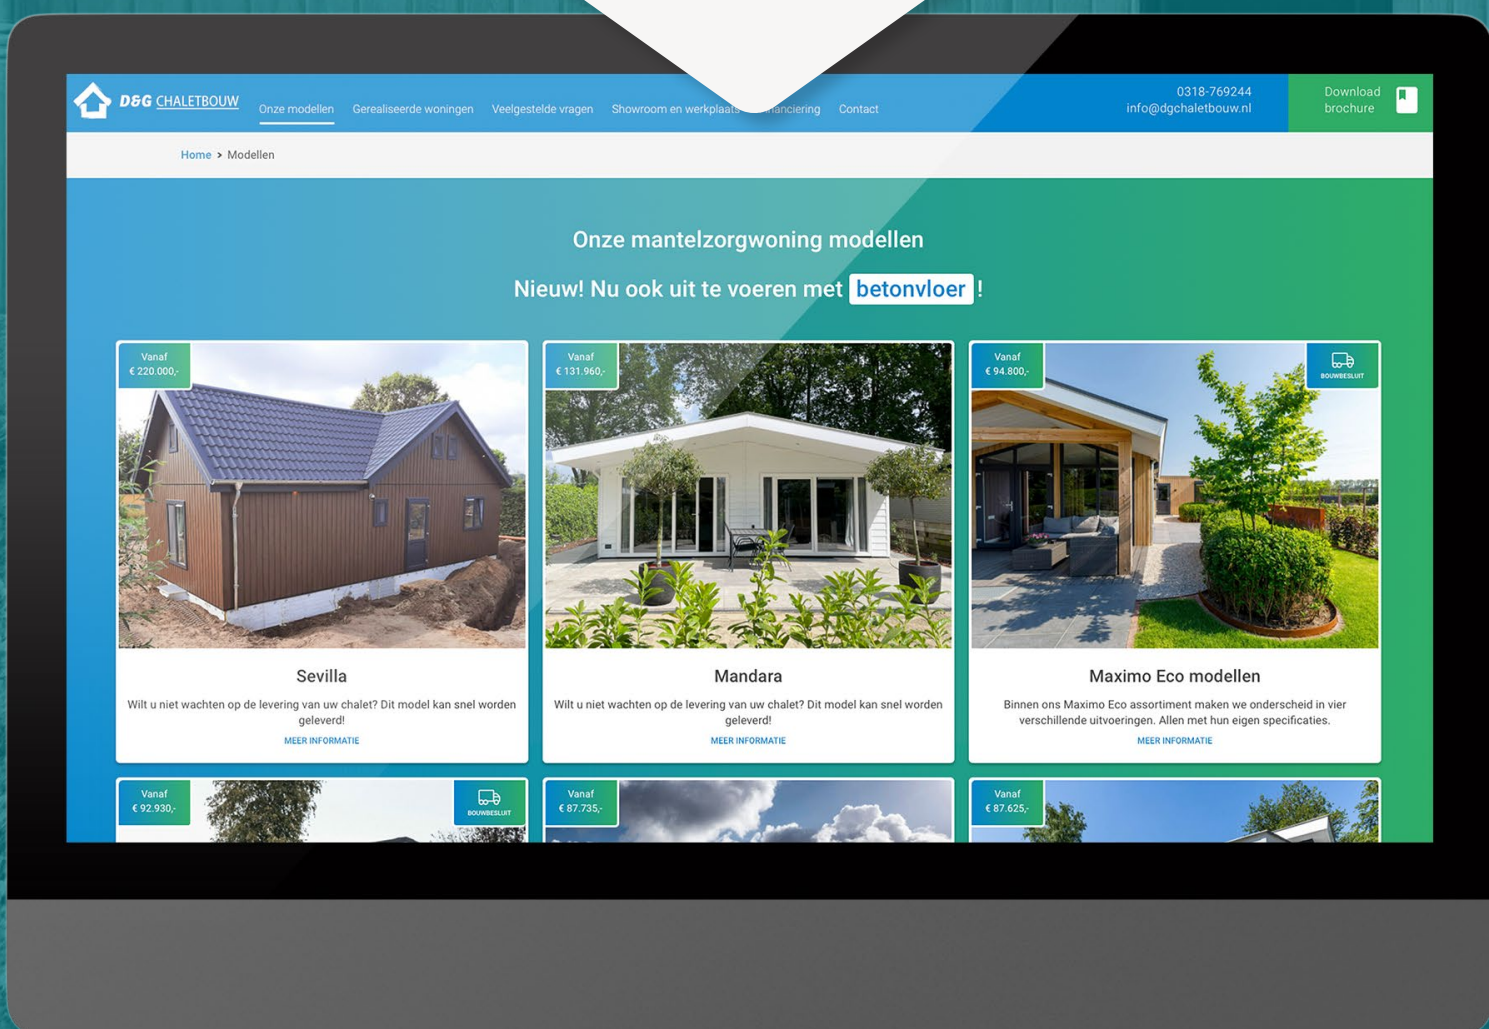 D&G CHALETBOUW
Onze modellen
Gerealiseerde woningen
Veelgestelde vragen
Showroom en werkplaats
Contact
0318-769244
info@dgchaletbouw.nl
Download
brochure
Home > Modellen
Onze mantelzorgwoning modellen
Nieuw! Nu ook uit te voeren met betonvloer !
Vanaf
€ 220.000,-
Sevilla
Wilt u niet wachten op de levering van uw chalet? Dit model kan snel worden
geleverd!
MEER INFORMATIE
Vanaf
€ 131.960,-
Mandara
Wilt u niet wachten op de levering van uw chalet? Dit model kan snel worden
geleverd!
MEER INFORMATIE
Vanaf
€ 94.800,-
BOUWBESLUIT
Maximo Eco modellen
Binnen ons Maximo Eco assortiment maken we onderscheid in vier
verschillende uitvoeringen. Allen met hun eigen specificaties.
MEER INFORMATIE
Vanaf
€ 92.930,-
BOUWBESLUIT
Vanaf
€ 87.735,-
Vanaf
€ 87.625,-